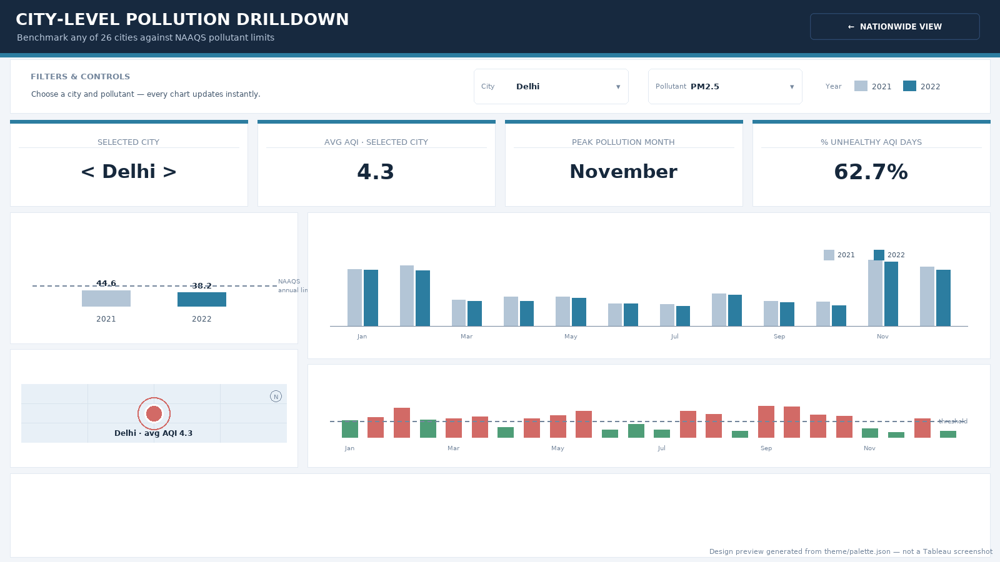 CITY-LEVEL POLLUTION DRILLDOWN
Benchmark any of 26 cities against NAAQS pollutant limits
← NATIONWIDE VIEW
FILTERS & CONTROLS
Choose a city and pollutant — every chart updates instantly.
City Delhi ▾
Pollutant PM2.5 ▾
Year 2021 2022
SELECTED CITY
< Delhi >
AVG AQI · SELECTED CITY
4.3
PEAK POLLUTION MONTH
November
% UNHEALTHY AQI DAYS
62.7%
44.6
38.2
NAAQS
annual lin
2021 2022
2021 2022
Jan Mar May Jul Sep Nov
N
Delhi · avg AQI 4.3
threshold
Jan Mar May Jul Sep Nov
Design preview generated from theme/palette.json — not a Tableau screenshot